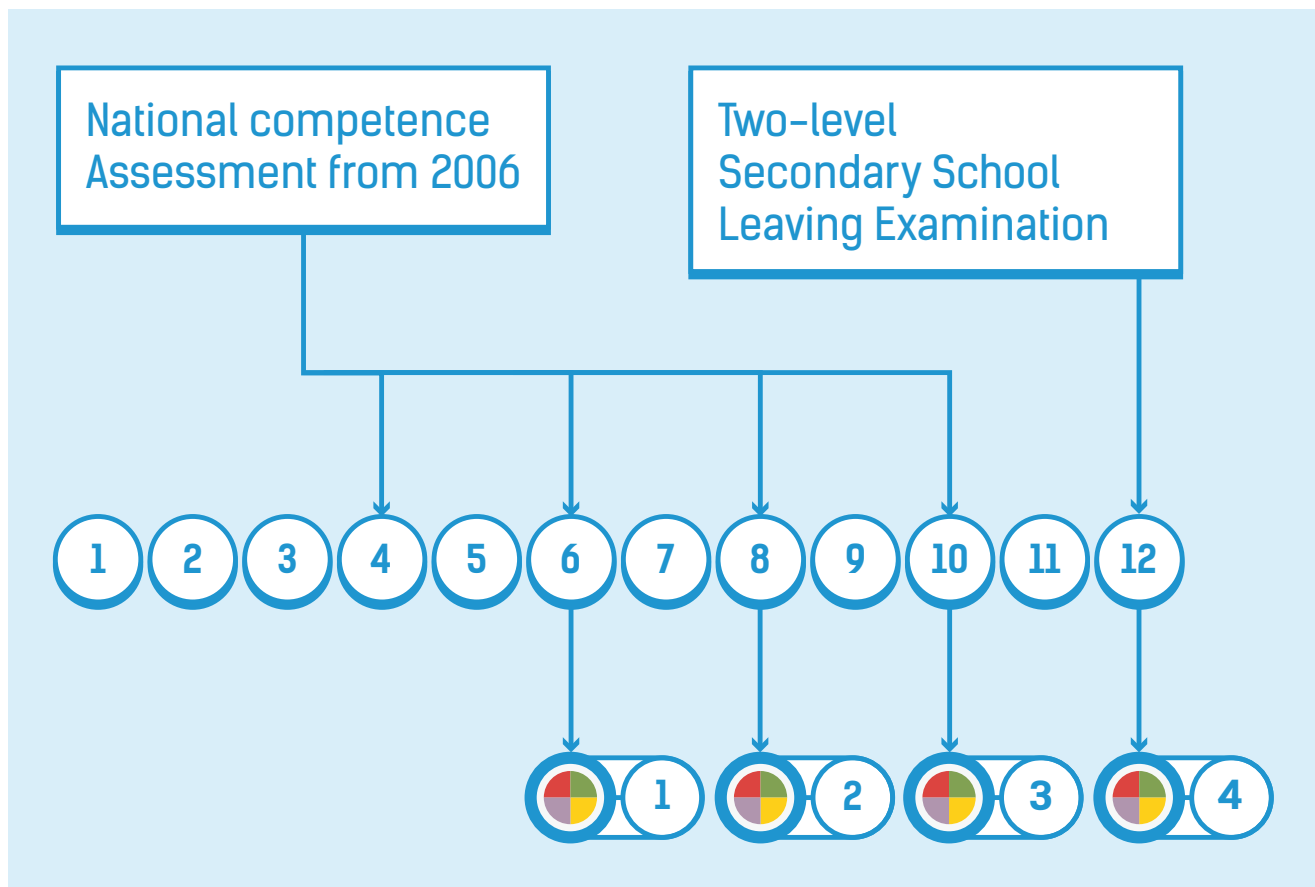 National competence
Assessment from 2006
Two-level
Secondary School
Leaving Examination
1 2 3 4 5 6 7 8 9 10 11 12
1 2 3 4